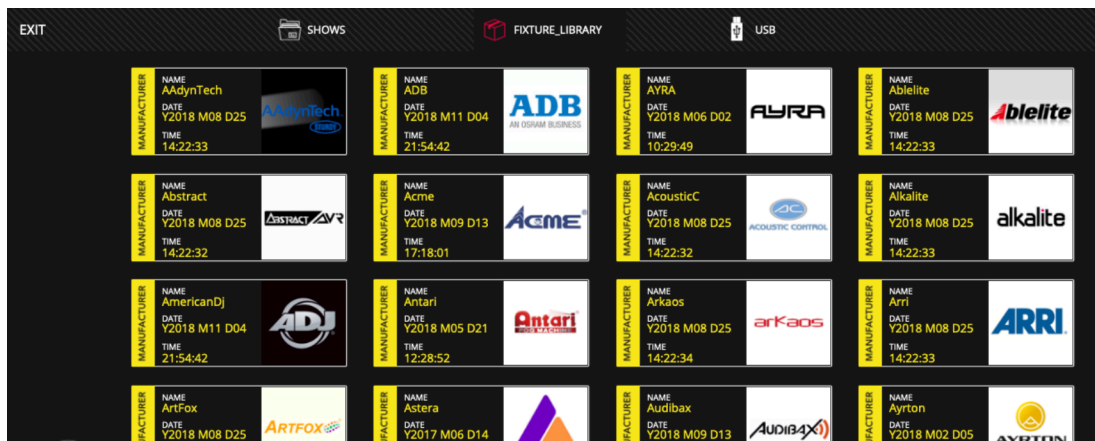 EXIT
SHOWS
FIXTURE_LIBRARY
USB
MANUFACTURER
NAME
AAdynTech
DATE
Y2018 M08 D25
TIME
14:22:33
AAdynTech
STURDY
MANUFACTURER
NAME
ADB
DATE
Y2018 M11 D04
TIME
21:54:42
ADB
AN OSRAM BUSINESS
MANUFACTURER
NAME
AYRA
DATE
Y2018 M06 D02
TIME
10:29:49
AYRA
MANUFACTURER
NAME
Ablelite
DATE
Y2018 M08 D25
TIME
14:22:33
Ablelite
MANUFACTURER
NAME
Abstract
DATE
Y2018 M08 D25
TIME
14:22:32
ABSTRACT AVR
MANUFACTURER
NAME
Acme
DATE
Y2018 M09 D13
TIME
17:18:01
ACME
MANUFACTURER
NAME
AcousticC
DATE
Y2018 M08 D25
TIME
14:22:32
AC
ACOUSTIC CONTROL
MANUFACTURER
NAME
Alkalite
DATE
Y2018 M08 D25
TIME
14:22:33
alkalite
MANUFACTURER
NAME
AmericanDj
DATE
Y2018 M11 D04
TIME
21:54:42
ADJ
MANUFACTURER
NAME
Antari
DATE
Y2018 M05 D21
TIME
12:28:52
Antari
FOG MACHINE
MANUFACTURER
NAME
Arkaos
DATE
Y2018 M08 D25
TIME
14:22:34
arKaos
MANUFACTURER
NAME
Arri
DATE
Y2018 M08 D25
TIME
14:22:33
ARRI
NAME
ArtFox
DATE
Y2018 M08 D25
ARTFOX
NAME
Astera
DATE
Y2017 M06 D14
NAME
Audibax
DATE
Y2018 M09 D13
AUDIBAX
NAME
Ayrton
DATE
Y2018 M02 D05
AYRTON